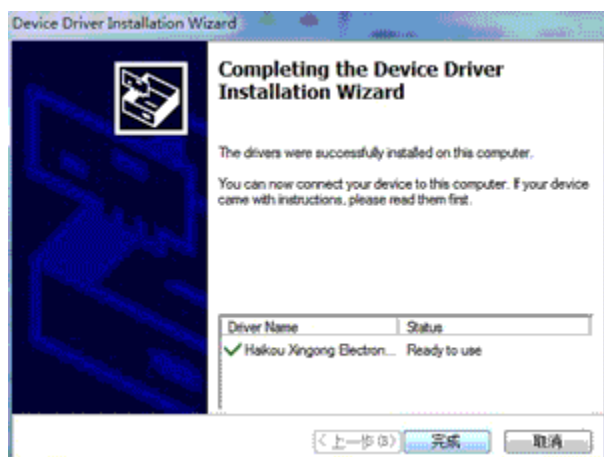 Device Driver Installation Wizard
Completing the Device Driver
Installation Wizard
The drivers were successfully installed on this computer.
You can now connect your device to this computer. If your device
came with instructions, please read them first.
Driver Name Status
Haikou Xingong Electron... Ready to use
< 上一步(B) 完成 取消